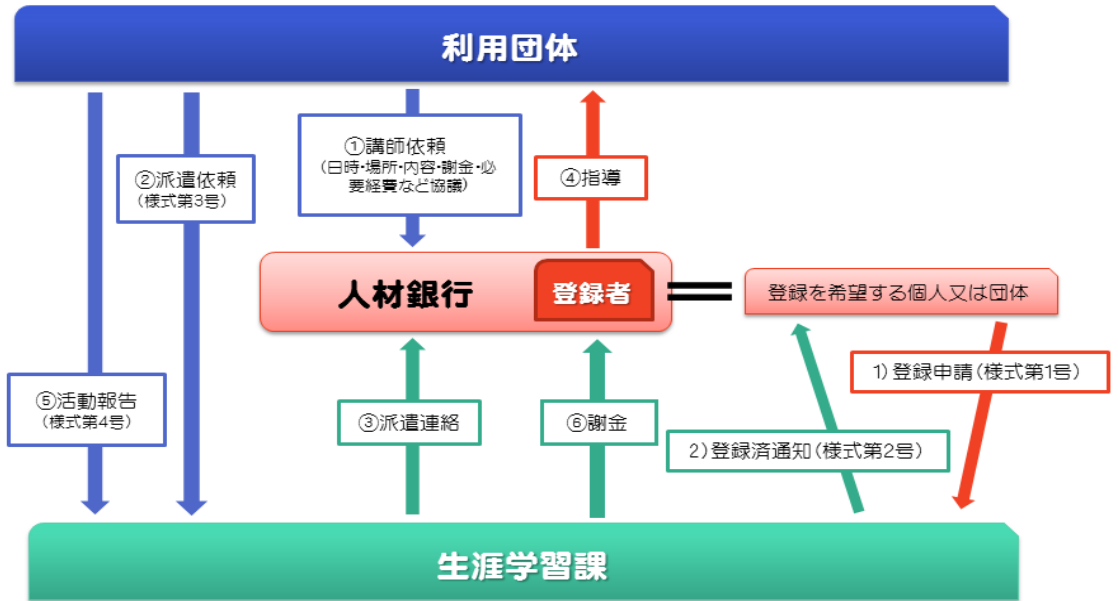 利用団体
①講師依頼
(日時・場所・内容・謝金・必
要経費など協議)
②派遣依頼
(様式第3号)
④指導
人材銀行
登録者
登録を希望する個人又は団体
1)登録申請(様式第1号)
⑤活動報告
(様式第4号)
③派遣連絡
⑥謝金
2)登録済通知(様式第2号)
生涯学習課